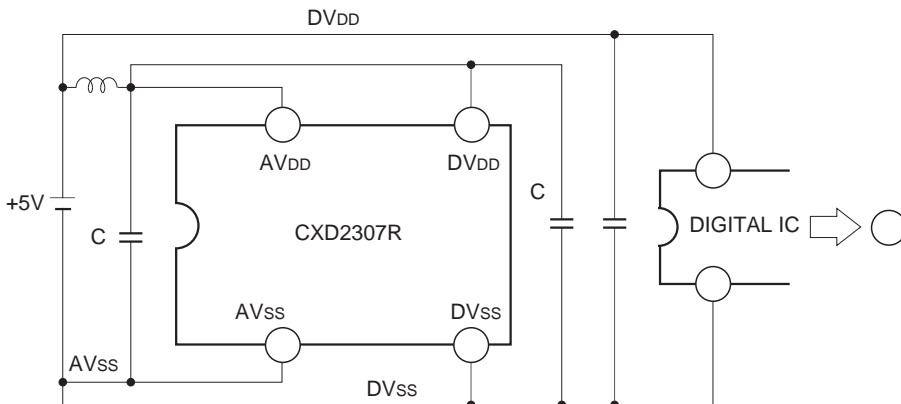 DVDD
AVDD
DVDD
+5V
C
C
CXD2307R
DIGITAL IC
AVSS
DVSS
AVSS
DVSS